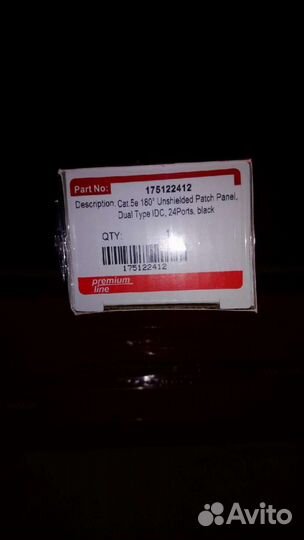 Part No: 175122412
Description: Cat.5e 180° Unshielded Patch Panel,
Dual Type IDC, 24Ports, black
QTY: 1
175122412
premium
line
Avito